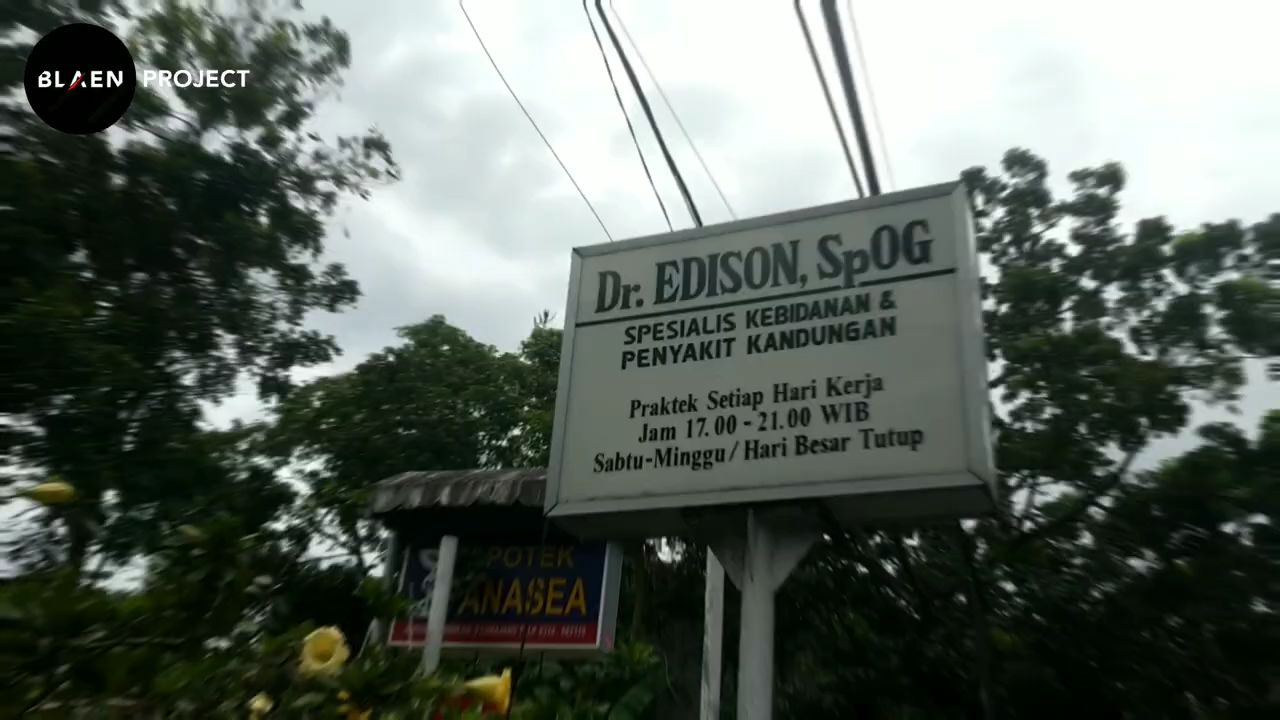 BLAEN PROJECT
Dr. EDISON, SpOG
SPESIALIS KEBIDANAN &
PENYAKIT KANDUNGAN
Praktek Setiap Hari Kerja
Jam 17.00 - 21.00 WIB
Sabtu-Minggu / Hari Besar Tutup
POTEK
ANASEA